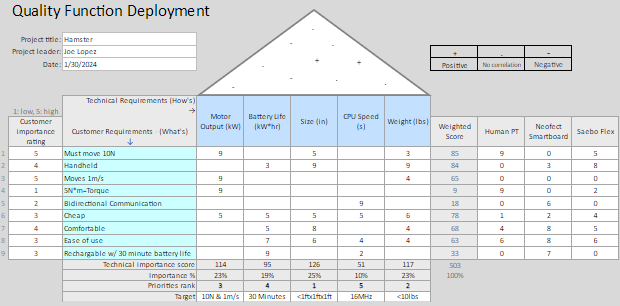 Quality Function Deployment
Project title: Hamster
Project leader: Joe Lopez
Date: 1/30/2024
+ . -
Positive No correlation Negative
1: low, 5: high
Technical Requirements (How's) →
Customer importance rating
Customer Requirements - (What's) ↓
Motor Output (kW)
Battery Life (kW*hr)
Size (in)
CPU Speed (s)
Weight (lbs)
Weighted Score
Human PT
Neofect Smartboard
Saebo Flex
1 5 Must move 10N 9 5 3 85 9 0 5
2 4 Handheld 3 9 9 84 0 3 8
3 5 Moves 1m/s 9 4 65 0 0 0
4 1 5N*m=Torque 9 9 9 0 2
5 2 Bidirectional Communication 9 18 0 6 0
6 3 Cheap 5 5 5 5 6 78 1 2 4
7 4 Comfortable 5 8 4 68 4 8 5
8 3 Ease of use 7 6 4 4 63 6 8 6
9 3 Rechargable w/ 30 minute battery life 9 2 33 0 7 0
Technical importance score 114 95 126 51 117 503
Importance % 23% 19% 25% 10% 23% 100%
Priorities rank 3 4 1 5 2
Target 10N & 1m/s 30 Minutes <1ftx1ftx1ft 16MHz <10lbs